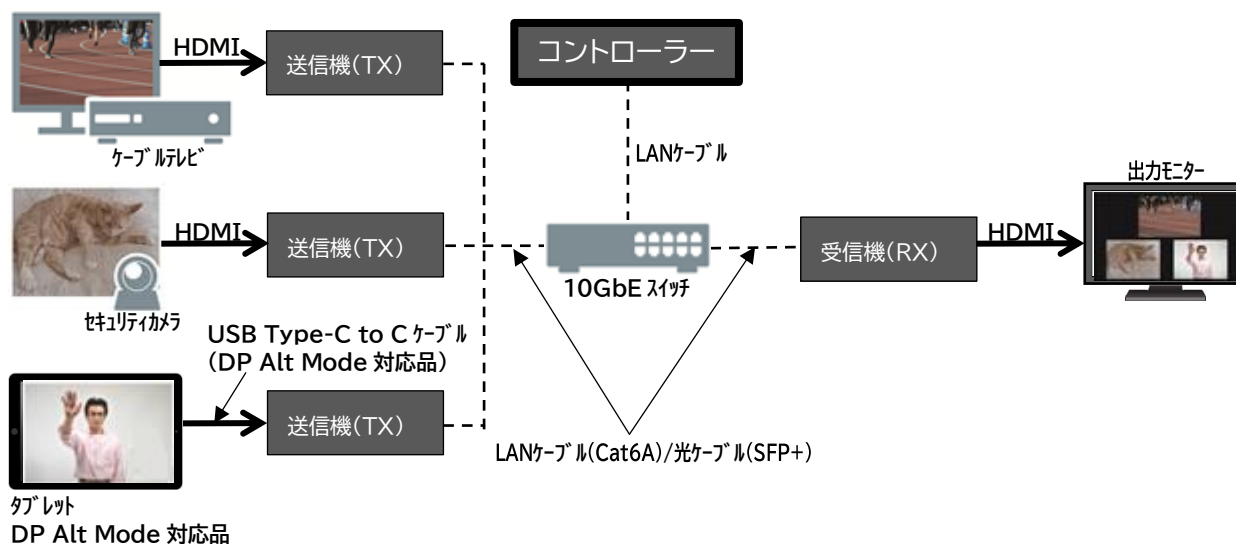 HDMI
送信機(TX)
コントローラー
ケーブルテレビ
LANケーブル
出力モニター
HDMI
送信機(TX)
10GbE スイッチ
受信機(RX)
HDMI
セキュリティカメラ
USB Type-C to C ケーブル
(DP Alt Mode 対応品)
送信機(TX)
LANケーブル(Cat6A)/光ケーブル(SFP+)
タブレット
DP Alt Mode 対応品